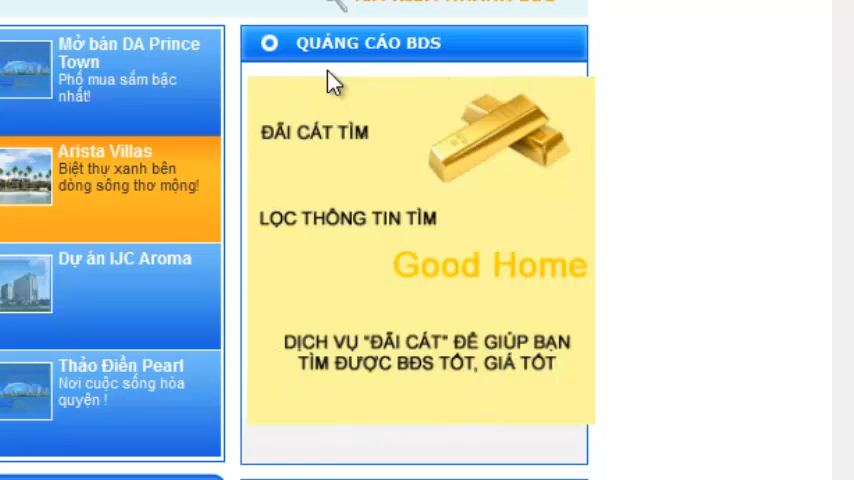 Mở bán DA Prince
Town
Phố mua sắm bậc
nhất!
Arista Villas
Biệt thự xanh bên
dòng sông thơ mộng!
Dự án IJC Aroma
Thảo Điền Pearl
Nơi cuộc sống hòa
quyện !
QUẢNG CÁO BDS
ĐÃI CÁT TÌM
LỌC THÔNG TIN TÌM
Good Home
DỊCH VỤ "ĐÃI CÁT" ĐỂ GIÚP BẠN
TÌM ĐƯỢC BĐS TỐT, GIÁ TỐT